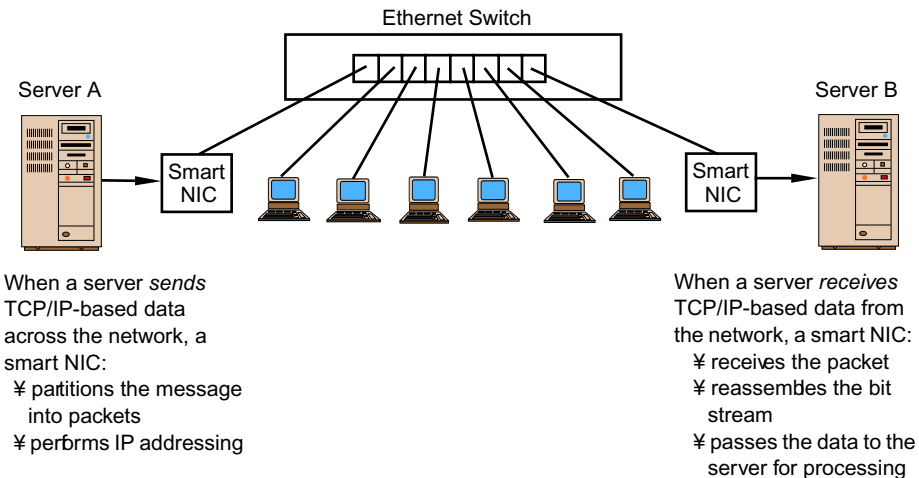 Ethernet Switch
Server A
Server B
Smart
NIC
Smart
NIC
When a server sends
TCP/IP-based data
across the network, a
smart NIC:
¥ partitions the message
into packets
¥ performs IP addressing
When a server receives
TCP/IP-based data from
the network, a smart NIC:
¥ receives the packet
¥ reassembles the bit
stream
¥ passes the data to the
server for processing